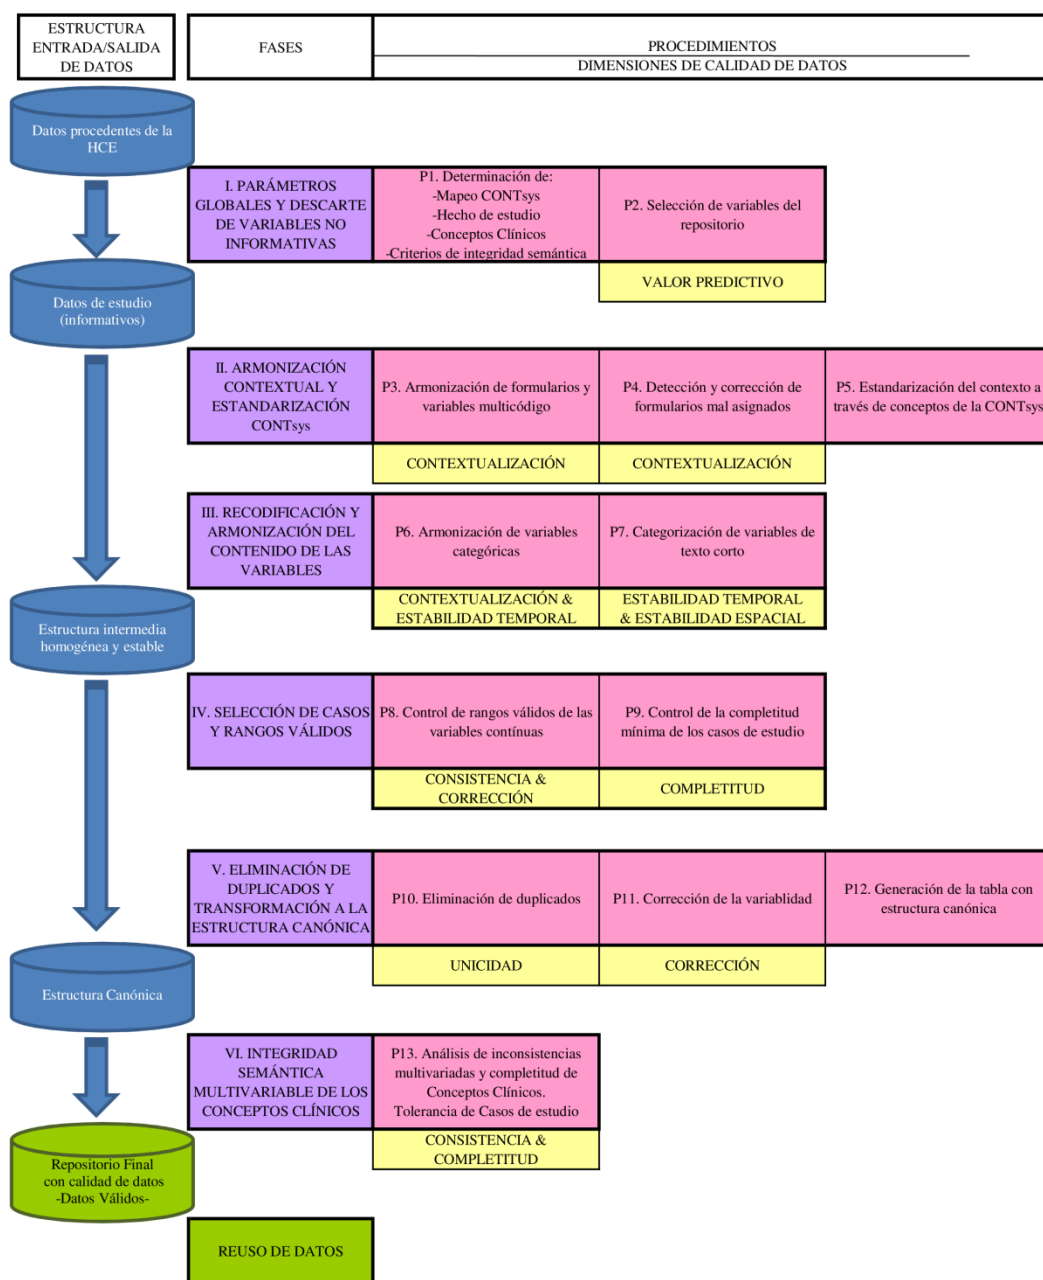 ESTRUCTURA
ENTRADA/SALIDA
DE DATOS
FASES
PROCEDIMIENTOS
DIMENSIONES DE CALIDAD DE DATOS
Datos procedentes de la
HCE
I. PARÁMETROS
GLOBALES Y DESCARTE
DE VARIABLES NO
INFORMATIVAS
P1. Determinación de:
-Mapeo CONTsys
-Hecho de estudio
-Conceptos Clínicos
-Criterios de integridad semántica
P2. Selección de variables del
repositorio
VALOR PREDICTIVO
Datos de estudio
(informativos)
II. ARMONIZACIÓN
CONTEXTUAL Y
ESTANDARIZACIÓN
CONTsys
P3. Armonización de formularios y
variables multicódigo
P4. Detección y corrección de
formularios mal asignados
P5. Estandarización del contexto a
través de conceptos de la CONTsys
CONTEXTUALIZACIÓN
CONTEXTUALIZACIÓN
III. RECODIFICACIÓN Y
ARMONIZACIÓN DEL
CONTENIDO DE LAS
VARIABLES
P6. Armonización de variables
categóricas
P7. Categorización de variables de
texto corto
CONTEXTUALIZACIÓN &
ESTABILIDAD TEMPORAL
ESTABILIDAD TEMPORAL
& ESTABILIDAD ESPACIAL
Estructura intermedia
homogénea y estable
IV. SELECCIÓN DE CASOS
Y RANGOS VÁLIDOS
P8. Control de rangos válidos de las
variables contínuas
P9. Control de la completitud
mínima de los casos de estudio
CONSISTENCIA &
CORRECCIÓN
COMPLETITUD
V. ELIMINACIÓN DE
DUPLICADOS Y
TRANSFORMACIÓN A LA
ESTRUCTURA CANÓNICA
P10. Eliminación de duplicados
P11. Corrección de la variablidad
P12. Generación de la tabla con
estructura canónica
UNICIDAD
CORRECCIÓN
Estructura Canónica
VI. INTEGRIDAD
SEMÁNTICA
MULTIVARIABLE DE LOS
CONCEPTOS CLÍNICOS
P13. Análisis de inconsistencias
multivariadas y completitud de
Conceptos Clínicos.
Tolerancia de Casos de estudio
CONSISTENCIA &
COMPLETITUD
Repositorio Final
con calidad de datos
-Datos Válidos-
REUSO DE DATOS